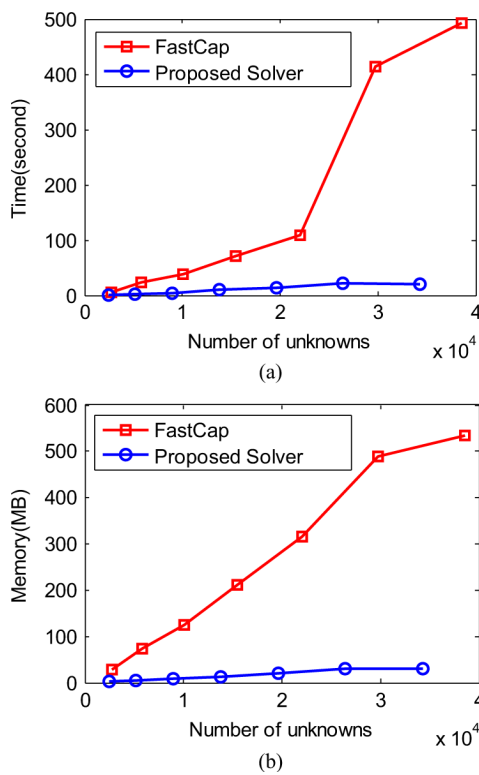 500
400
300
200
100
0
Time(second)
FastCap
Proposed Solver
0 1 2 3 4
Number of unknowns
x 10^4
(a)
600
500
400
300
200
100
0
Memory(MB)
FastCap
Proposed Solver
0 1 2 3 4
Number of unknowns
x 10^4
(b)